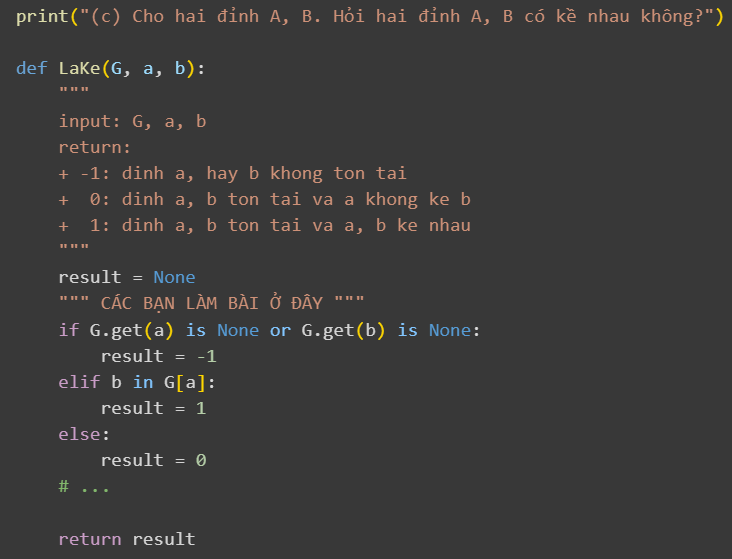 print("(c) Cho hai đỉnh A, B. Hỏi hai đỉnh A, B có kề nhau không?")
def LaKe(G, a, b):
"""
input: G, a, b
return:
+ -1: dinh a, hay b khong ton tai
+  0: dinh a, b ton tai va a khong ke b
+  1: dinh a, b ton tai va a, b ke nhau
"""
result = None
""" CÁC BẠN LÀM BÀI Ở ĐÂY """
if G.get(a) is None or G.get(b) is None:
result = -1
elif b in G[a]:
result = 1
else:
result = 0
# ...
return result